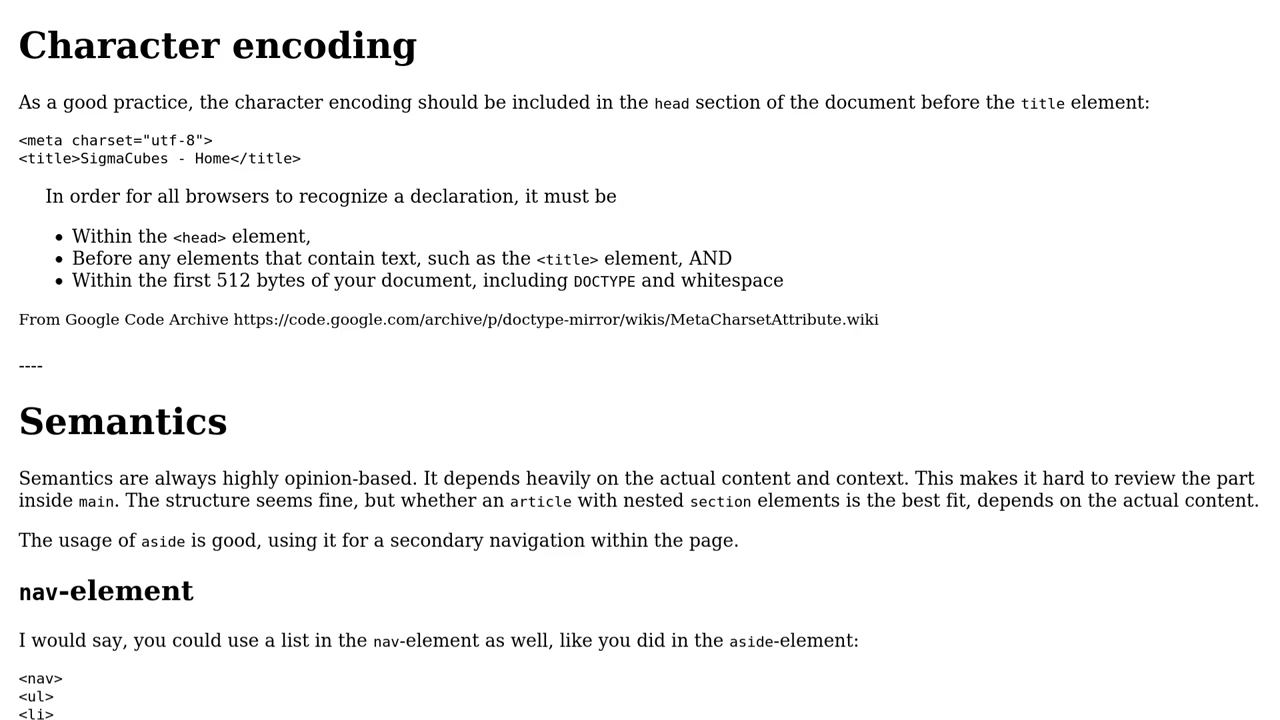 Character encoding
As a good practice, the character encoding should be included in the head section of the document before the title element:
<meta charset="utf-8">
<title>SigmaCubes - Home</title>
In order for all browsers to recognize a declaration, it must be
• Within the <head> element,
• Before any elements that contain text, such as the <title> element, AND
• Within the first 512 bytes of your document, including DOCTYPE and whitespace
From Google Code Archive https://code.google.com/archive/p/doctype-mirror/wikis/MetaCharsetAttribute.wiki
----
Semantics
Semantics are always highly opinion-based. It depends heavily on the actual content and context. This makes it hard to review the part
inside main. The structure seems fine, but whether an article with nested section elements is the best fit, depends on the actual content.
The usage of aside is good, using it for a secondary navigation within the page.
nav-element
I would say, you could use a list in the nav-element as well, like you did in the aside-element:
<nav>
<ul>
<li>